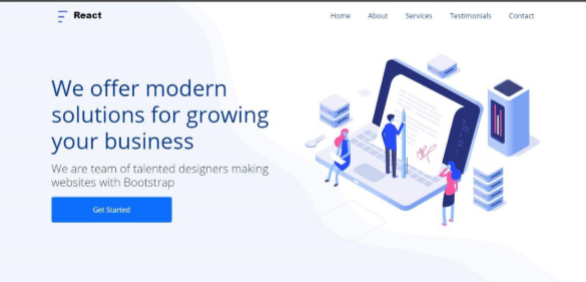 React
Home About Services Testimonials Contact
We offer modern
solutions for growing
your business
We are team of talented designers making
websites with Bootstrap
Get Started